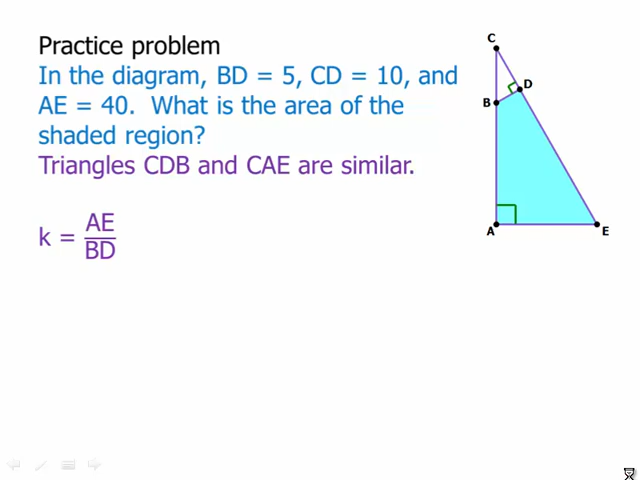 Practice problem
In the diagram, BD = 5, CD = 10, and
AE = 40.  What is the area of the
shaded region?
Triangles CDB and CAE are similar.
k = AE
BD
C
D
B
A
E